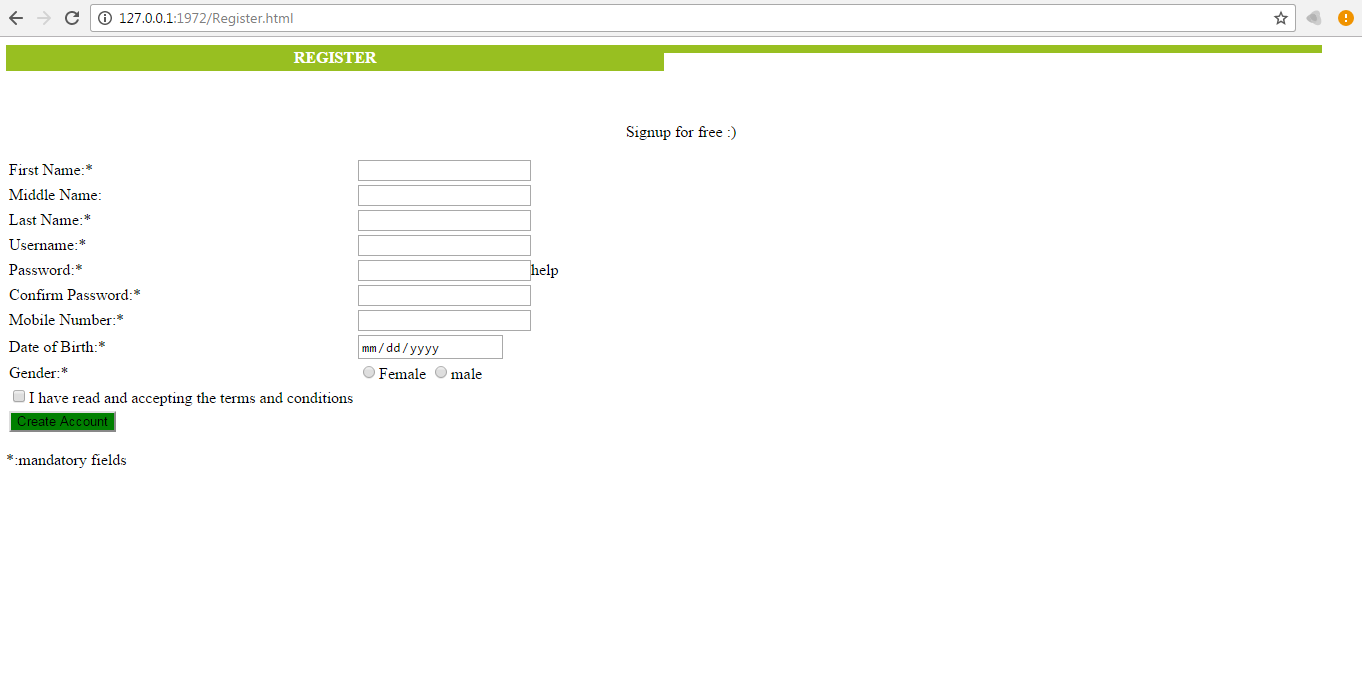 127.0.0.1:1972/Register.html
REGISTER
Signup for free :)
First Name:*
Middle Name:
Last Name:*
Username:*
Password:* help
Confirm Password:*
Mobile Number:*
Date of Birth:* mm/dd/yyyy
Gender:* Female male
I have read and accepting the terms and conditions
Create Account
*:mandatory fields